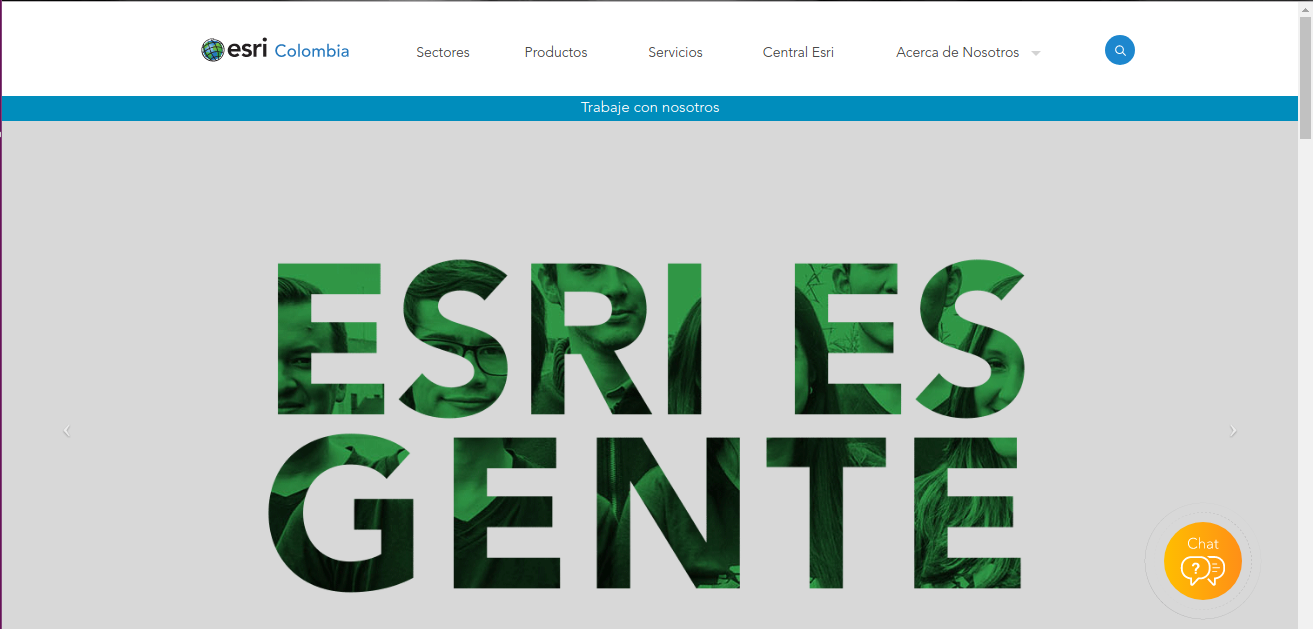 esri Colombia
Sectores
Productos
Servicios
Central Esri
Acerca de Nosotros
Trabaje con nosotros
ESRI ES
GENTE
Chat
?